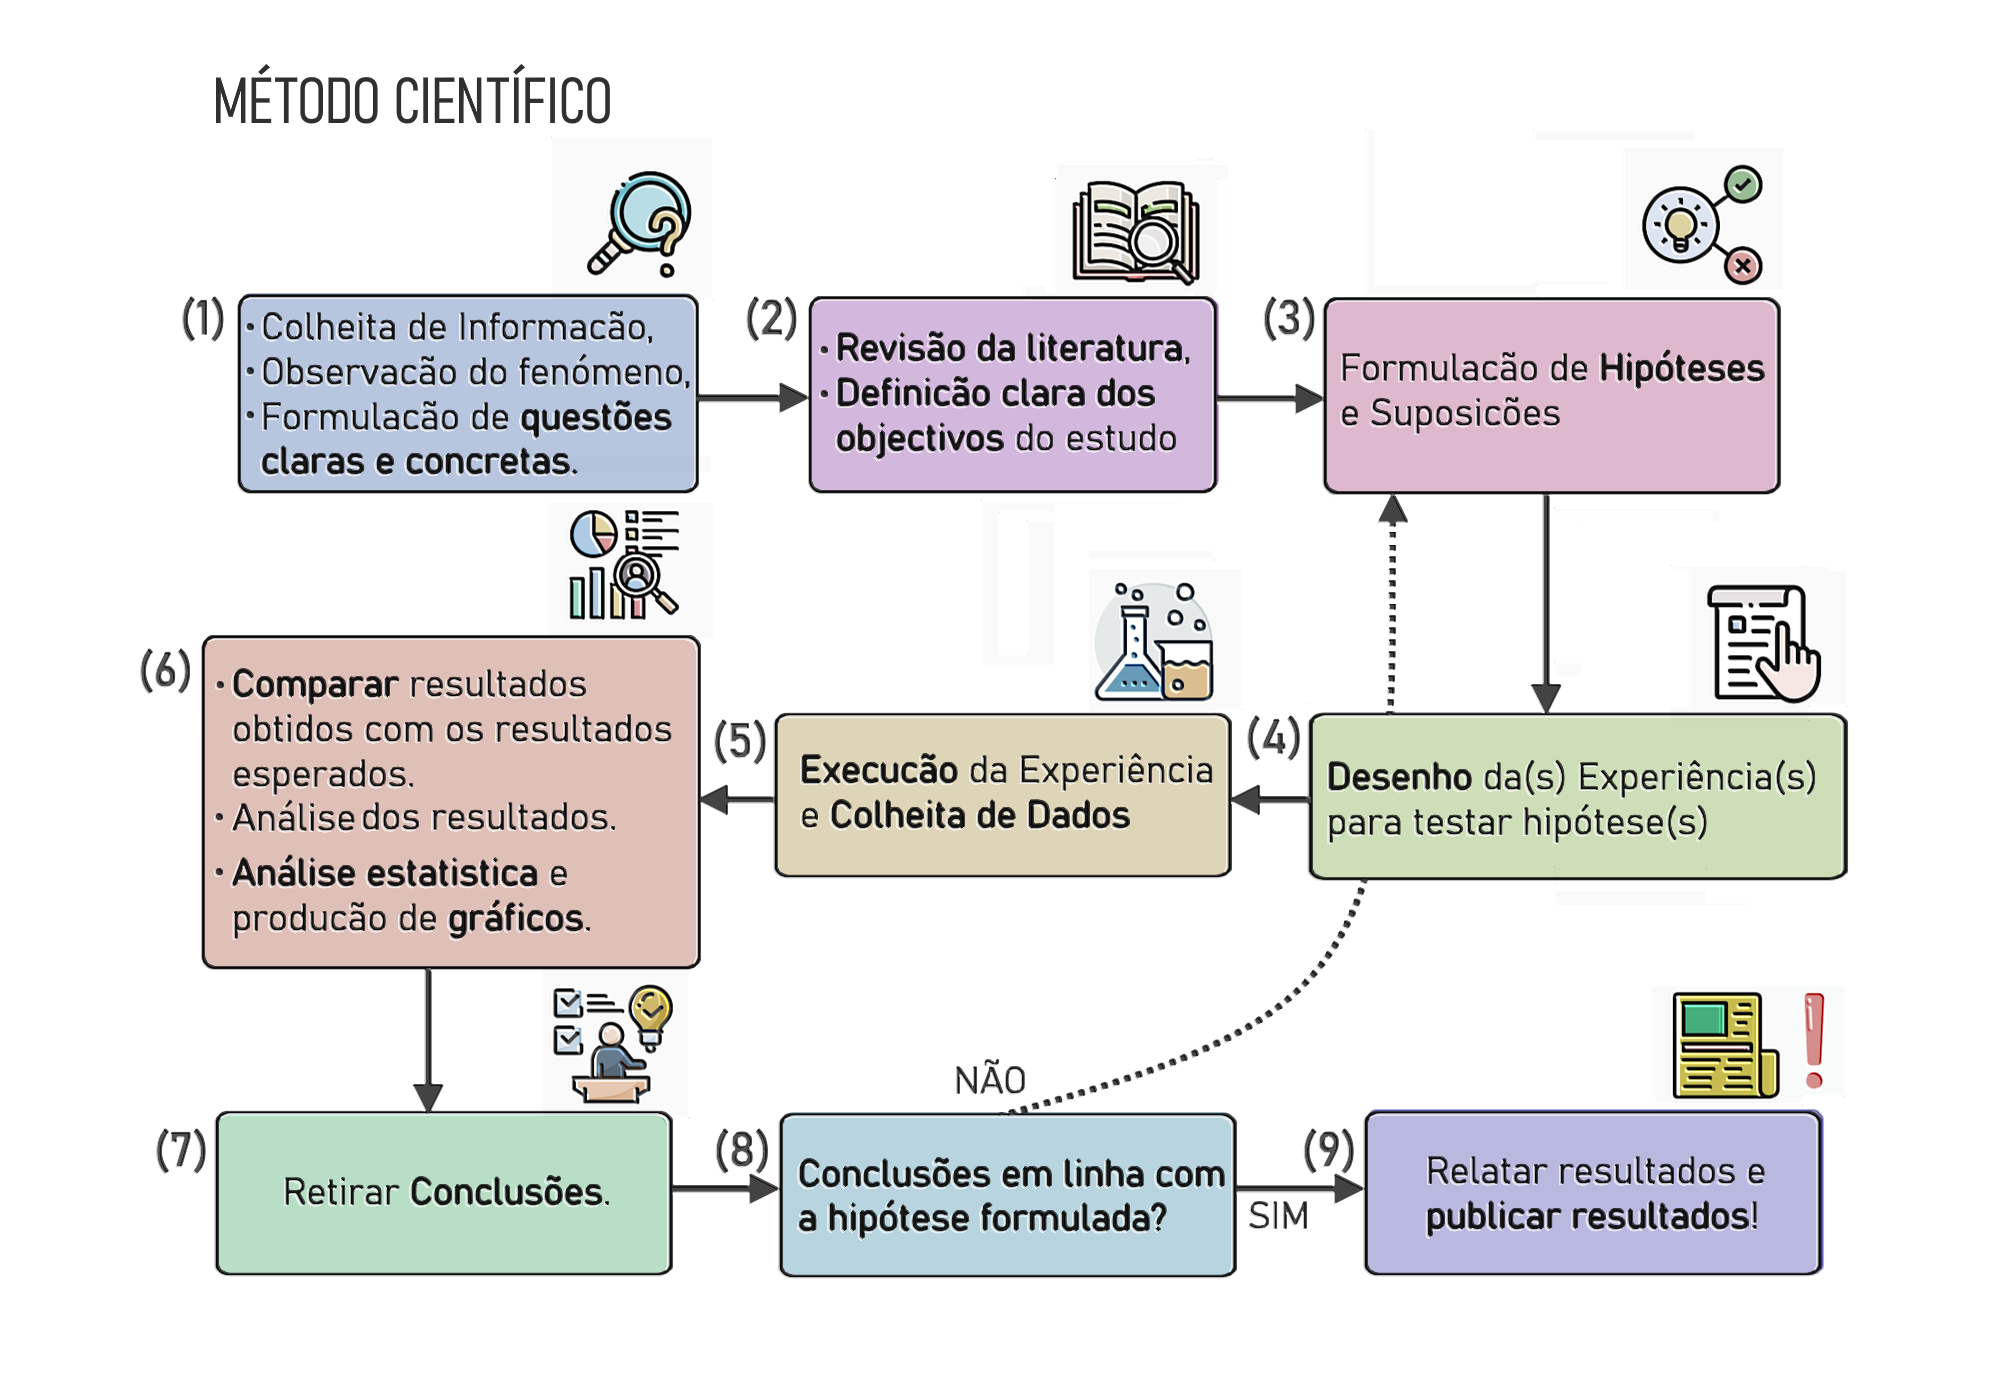 MÉTODO CIENTÍFICO
(1)
• Colheita de Informacão,
• Observacão do fenómeno,
• Formulacão de questões
claras e concretas.
(2)
• Revisão da literatura,
• Definicão clara dos
objectivos do estudo
(3)
Formulacão de Hipóteses
e Suposicões
(4)
Desenho da(s) Experiência(s)
para testar hipótese(s)
(5)
Execucão da Experiência
e Colheita de Dados
(6)
• Comparar resultados
obtidos com os resultados
esperados.
• Análise dos resultados.
• Análise estatistica e
producão de gráficos.
(7)
Retirar Conclusões.
(8)
Conclusões em linha com
a hipótese formulada?
NÃO
SIM
(9)
Relatar resultados e
publicar resultados!